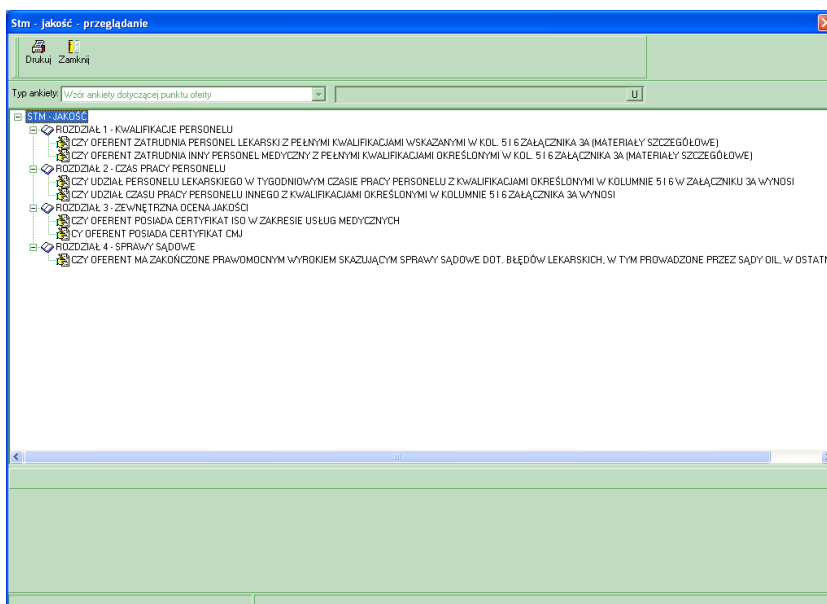 Stm - jakość - przeglądanie
Drukuj Zamknij
Typ ankiety: Wzór ankiety dotyczącej punktu oferty U
STM - JAKOŚĆ
ROZDZIAŁ 1 - KWALIFIKACJE PERSONELU
CZY OFERENT ZATRUDNIA PERSONEL LEKARSKI Z PEŁNYMI KWALIFIKACJAMI WSKAZANYMI W KOL. 5 I 6 ZAŁĄCZNIKA 3A (MATERIAŁY SZCZEGÓŁOWE)
CZY OFERENT ZATRUDNIA INNY PERSONEL MEDYCZNY Z PEŁNYMI KWALIFIKACJAMI OKREŚLONYMI W KOL. 5 I 6 ZAŁĄCZNIKA 3A (MATERIAŁY SZCZEGÓŁOWE)
ROZDZIAŁ 2 - CZAS PRACY PERSONELU
CZY UDZIAŁ PERSONELU LEKARSKIEGO W TYGODNIOWYM CZASIE PRACY PERSONELU Z KWALIFIKACJAMI OKREŚLONYMI W KOLUMNIE 5 I 6 W ZAŁĄCZNIKU 3A WYNOSI
CZY UDZIAŁ CZASU PRACY PERSONELU INNEGO Z KWALIFIKACJAMI OKREŚLONYMI W KOLUMNIE 5 I 6 ZAŁĄCZNIKA 3A WYNOSI
ROZDZIAŁ 3 - ZEWNĘTRZNA OCENA JAKOŚCI
CZY OFERENT POSIADA CERTYFIKAT ISO W ZAKRESIE USŁUG MEDYCZNYCH
CY OFERENT POSIADA CERTYFIKAT CMJ
ROZDZIAŁ 4 - SPRAWY SĄDOWE
CZY OFERENT MA ZAKOŃCZONE PRAWOMOCNYM WYROKIEM SKAZUJĄCYM SPRAWY SĄDOWE DOT. BŁĘDÓW LEKARSKICH, W TYM PROWADZONE PRZEZ SĄDY OIL, W OSTATN